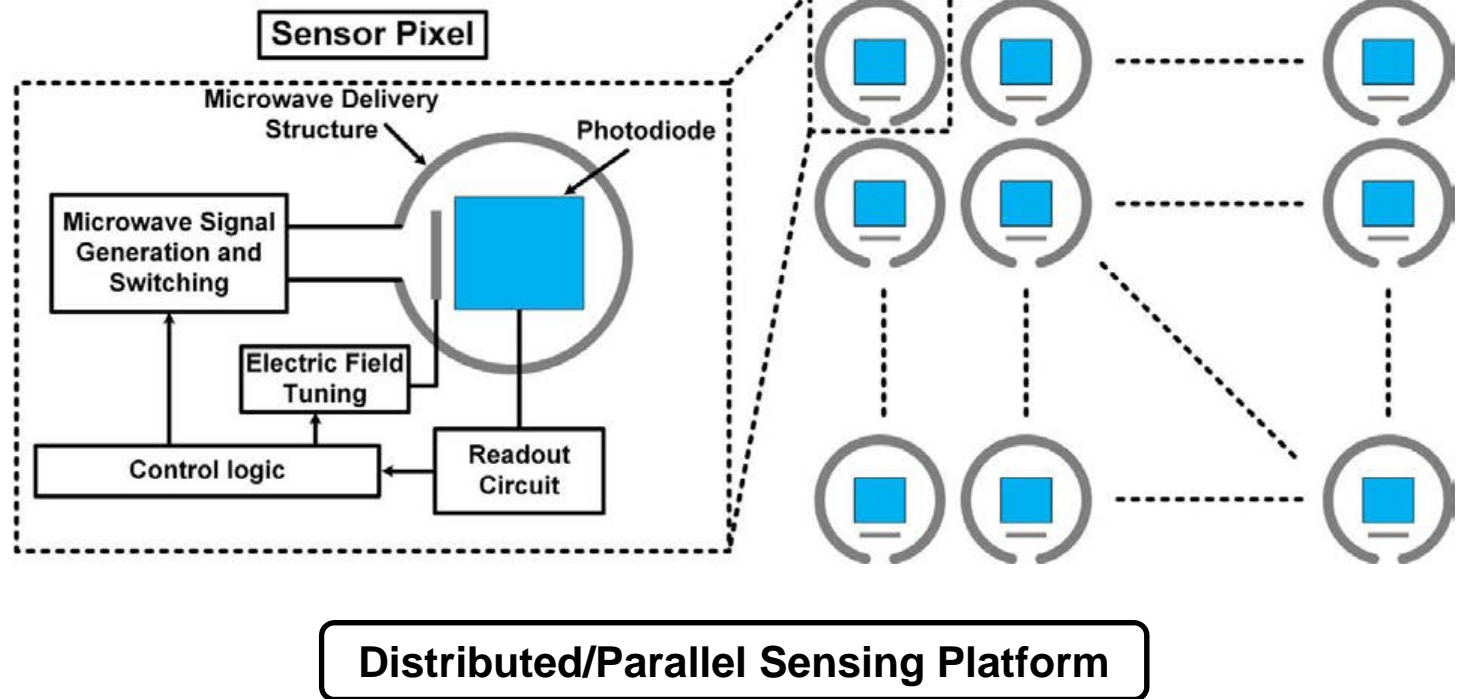 Sensor Pixel
Microwave Delivery
Structure
Photodiode
Microwave Signal
Generation and
Switching
Electric Field
Tuning
Control logic
Readout
Circuit
Distributed/Parallel Sensing Platform